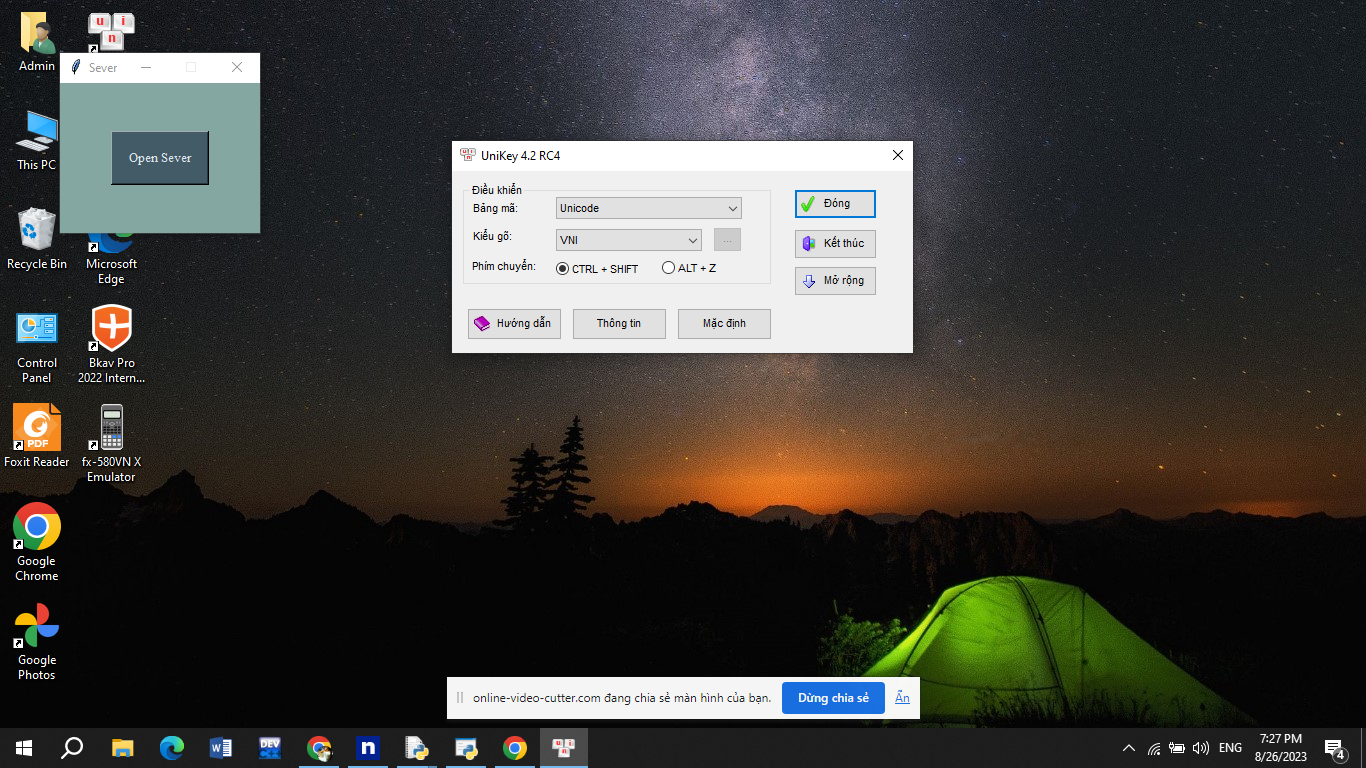 Admin
This PC
Recycle Bin
Control
Panel
Foxit Reader
Google
Chrome
Google
Photos
u i
n
Microsoft
Edge
Bkav Pro
2022 Intern...
fx-580VN X
Emulator
PDF
Sever
Open Sever
UniKey 4.2 RC4
Điều khiển
Bảng mã:
Unicode
Kiểu gõ:
VNI
...
Phím chuyển:
CTRL + SHIFT
ALT + Z
Đóng
Kết thúc
Mở rộng
Hướng dẫn
Thông tin
Mặc định
online-video-cutter.com đang chia sẻ màn hình của bạn.
Dừng chia sẻ
Ẩn
W
DEV
n
u i
n
ENG
7:27 PM
8/26/2023
4